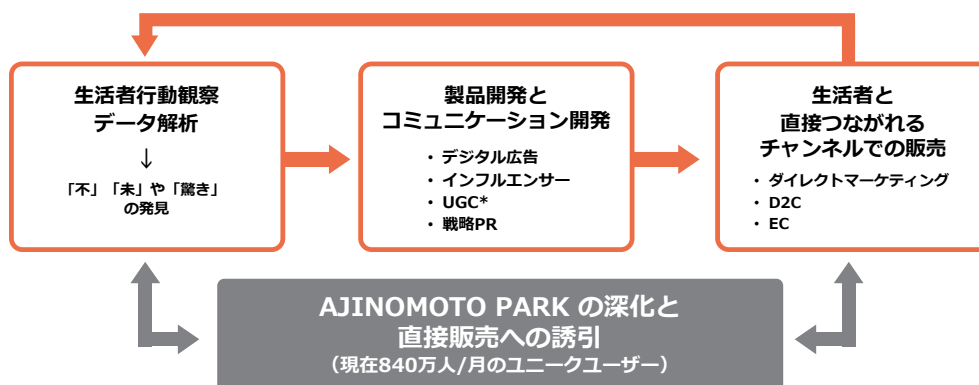 生活者行動観察
データ解析
↓
「不」「未」や「驚き」
の発見
製品開発と
コミュニケーション開発
・ デジタル広告
・ インフルエンサー
・ UGC*
・ 戦略PR
生活者と
直接つながれる
チャンネルでの販売
・ ダイレクトマーケティング
・ D2C
・ EC
AJINOMOTO PARK の深化と
直接販売への誘引
（現在840万人/月のユニークユーザー）